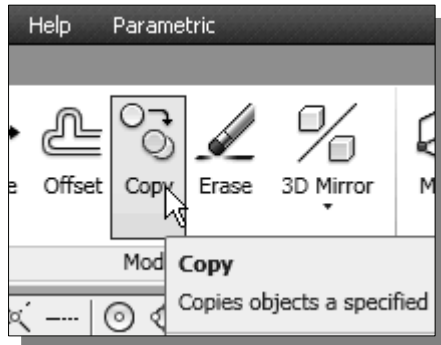 Help Parametric
e Offset Copy Erase 3D Mirror M
Mod
Copy
Copies objects a specified